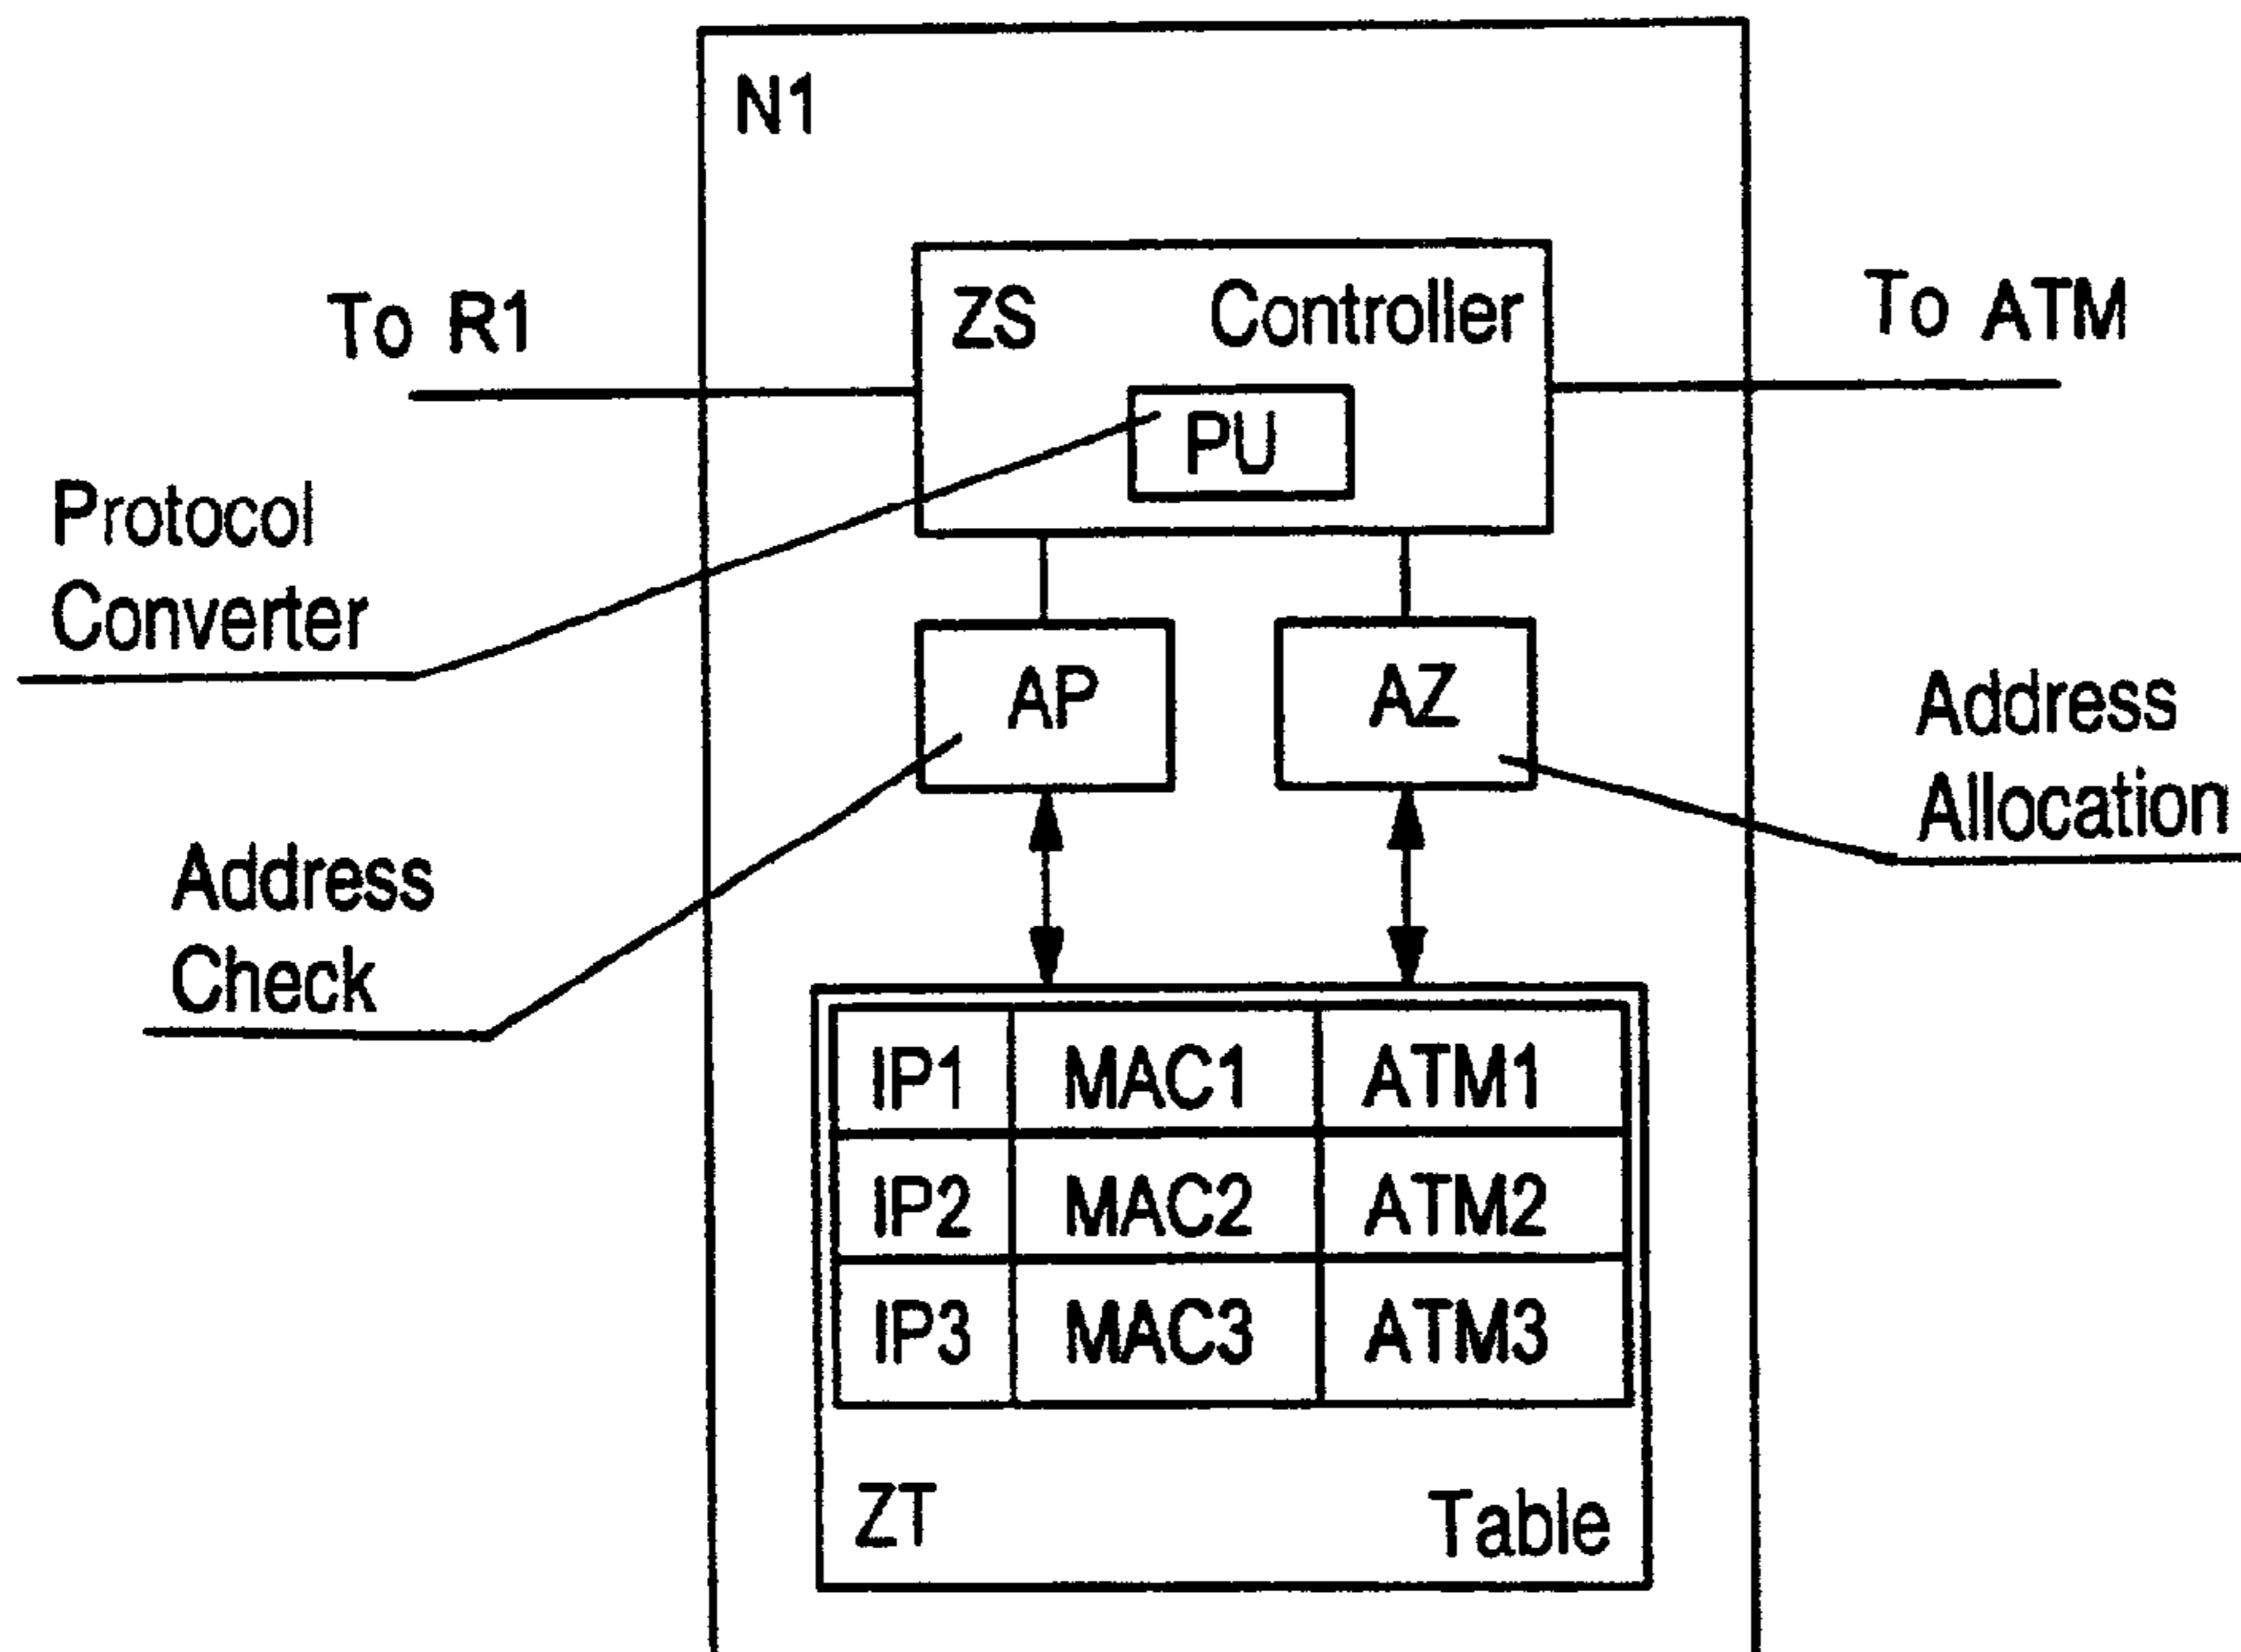 N1
ZS Controller
To R1
To ATM
PU
Protocol
Converter
AP
AZ
Address
Allocation
Address
Check
IP1 MAC1 ATM1
IP2 MAC2 ATM2
IP3 MAC3 ATM3
ZT Table